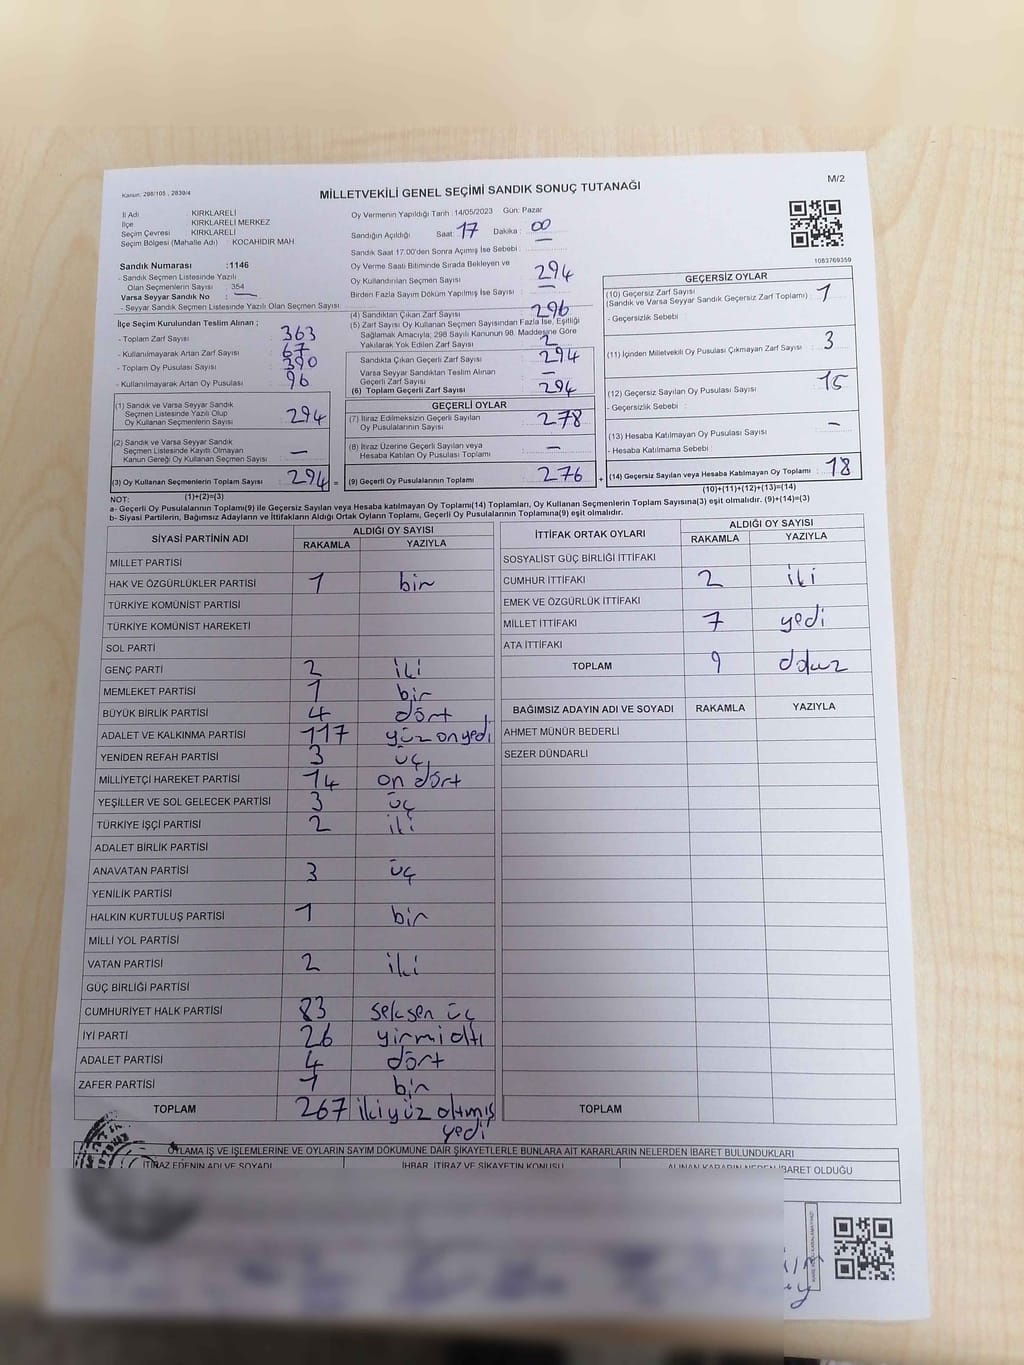 Kanun: 298/105 , 2839/4
MİLLETVEKİLİ GENEL SEÇİMİ SANDIK SONUÇ TUTANAĞI
M/2
İl Adı KIRKLARELİ
İlçe KIRKLARELİ MERKEZ
Seçim Çevresi : KIRKLARELİ
Seçim Bölgesi (Mahalle Adı) : KOCAHIDIR MAH
Sandık Numarası :1146
- Sandık Seçmen Listesinde Yazılı
Olan Seçmenlerin Sayısı : 354
Varsa Seyyar Sandık No : —
- Seyyar Sandık Seçmen Listesinde Yazılı Olan Seçmen Sayısı :
İlçe Seçim Kurulundan Teslim Alınan ;
- Toplam Zarf Sayısı : 363
- Kullanılmayarak Artan Zarf Sayısı : 67
- Toplam Oy Pusulası Sayısı : 390
- Kullanılmayarak Artan Oy Pusulası : 96
(1) Sandık ve Varsa Seyyar Sandık
Seçmen Listesinde Yazılı Olup
Oy Kullanan Seçmenlerin Sayısı : 294
(2) Sandık ve Varsa Seyyar Sandık
Seçmen Listesinde Kayıtlı Olmayan
Kanun Gereği Oy Kullanan Seçmen Sayısı : —
(3) Oy Kullanan Seçmenlerin Toplam Sayısı : 294 =
Oy Vermenin Yapıldığı Tarih :14/05/2023 Gün: Pazar
Sandığın Açıldığı Saat: 17 Dakika : 00
Sandık Saat 17.00'den Sonra Açımış İse Sebebi : —
Oy Verme Saati Bitiminde Sırada Bekleyen ve
Oy Kullandırılan Seçmen Sayısı : 294
Birden Fazla Sayım Döküm Yapılmış İse Sayısı : —
(4) Sandıktan Çıkan Zarf Sayısı : 296
(5) Zarf Sayısı Oy Kullanan Seçmen Sayısından Fazla İse, Eşitliği
Sağlamak Amacıyla; 298 Sayılı Kanunun 98. Maddesine Göre
Yakılarak Yok Edilen Zarf Sayısı : 2
Sandıkta Çıkan Geçerli Zarf Sayısı : 294
Varsa Seyyar Sandıktan Teslim Alınan
Geçerli Zarf Sayısı : —
(6) Toplam Geçerli Zarf Sayısı : 294
GEÇERLİ OYLAR
(7) İtiraz Edilmeksizin Geçerli Sayılan
Oy Pusulalarının Sayısı : 278
(8) İtiraz Üzerine Geçerli Sayılan veya
Hesaba Katılan Oy Pusulası Toplamı : —
(9) Geçerli Oy Pusulalarının Toplamı : 276 +
1083769359
GEÇERSİZ OYLAR
(10) Geçersiz Zarf Sayısı
(Sandık ve Varsa Seyyar Sandık Geçersiz Zarf Toplamı) : 1
- Geçersizlik Sebebi :
(11) İçinden Milletvekili Oy Pusulası Çıkmayan Zarf Sayısı : 3
(12) Geçersiz Sayılan Oy Pusulası Sayısı : 15
- Geçersizlik Sebebi :
(13) Hesaba Katılmayan Oy Pusulası Sayısı : —
- Hesaba Katılmama Sebebi :
(14) Geçersiz Sayılan veya Hesaba Katılmayan Oy Toplamı : 18
NOT: (1)+(2)=(3)
(10)+(11)+(12)+(13)=(14)
a- Geçerli Oy Pusulalarının Toplamı(9) ile Geçersiz Sayılan veya Hesaba katılmayan Oy Toplamı(14) Toplamları, Oy Kullanan Seçmenlerin Toplam Sayısına(3) eşit olmalıdır. (9)+(14)=(3)
b- Siyasi Partilerin, Bağımsız Adayların ve İttifakların Aldığı Ortak Oyların Toplamı, Geçerli Oy Pusulalarının Toplamına(9) eşit olmalıdır.
SİYASİ PARTİNİN ADI ALDIĞI OY SAYISI
RAKAMLA YAZIYLA
MİLLET PARTİSİ
HAK VE ÖZGÜRLÜKLER PARTİSİ 1 bir
TÜRKİYE KOMÜNİST PARTİSİ
TÜRKİYE KOMÜNİST HAREKETİ
SOL PARTİ
GENÇ PARTİ 2 iki
MEMLEKET PARTİSİ 1 bir
BÜYÜK BİRLİK PARTİSİ 4 dört
ADALET VE KALKINMA PARTİSİ 117 yüz onyedi
YENİDEN REFAH PARTİSİ 3 üç
MİLLİYETÇİ HAREKET PARTİSİ 14 on dört
YEŞİLLER VE SOL GELECEK PARTİSİ 3 üç
TÜRKİYE İŞÇİ PARTİSİ 2 iki
ADALET BİRLİK PARTİSİ
ANAVATAN PARTİSİ 3 üç
YENİLİK PARTİSİ
HALKIN KURTULUŞ PARTİSİ 1 bir
MİLLİ YOL PARTİSİ
VATAN PARTİSİ 2 iki
GÜÇ BİRLİĞİ PARTİSİ
CUMHURİYET HALK PARTİSİ 83 seksen üç
İYİ PARTİ 26 yirmi altı
ADALET PARTİSİ 4 dört
ZAFER PARTİSİ 1 bir
TOPLAM 267 iki yüz altmış
yedi
İTTİFAK ORTAK OYLARI ALDIĞI OY SAYISI
RAKAMLA YAZIYLA
SOSYALİST GÜÇ BİRLİĞİ İTTİFAKI
CUMHUR İTTİFAKI 2 iki
EMEK VE ÖZGÜRLÜK İTTİFAKI
MİLLET İTTİFAKI 7 yedi
ATA İTTİFAKI
TOPLAM 9 dokuz
BAĞIMSIZ ADAYIN ADI VE SOYADI RAKAMLA YAZIYLA
AHMET MÜNÜR BEDERLİ
SEZER DÜNDARLI
TOPLAM
OYLAMA İŞ VE İŞLEMLERİNE VE OYLARIN SAYIM DÖKÜMÜNE DAİR ŞİKAYETLERLE BUNLARA AİT KARARLARIN NELERDEN İBARET BULUNDUKLARI
İTİRAZ EDENİN ADI VE SOYADI İHBAR, İTİRAZ VE ŞİKAYETİN KONUSU ALINAN KARARIN NEDEN İBARET OLDUĞU